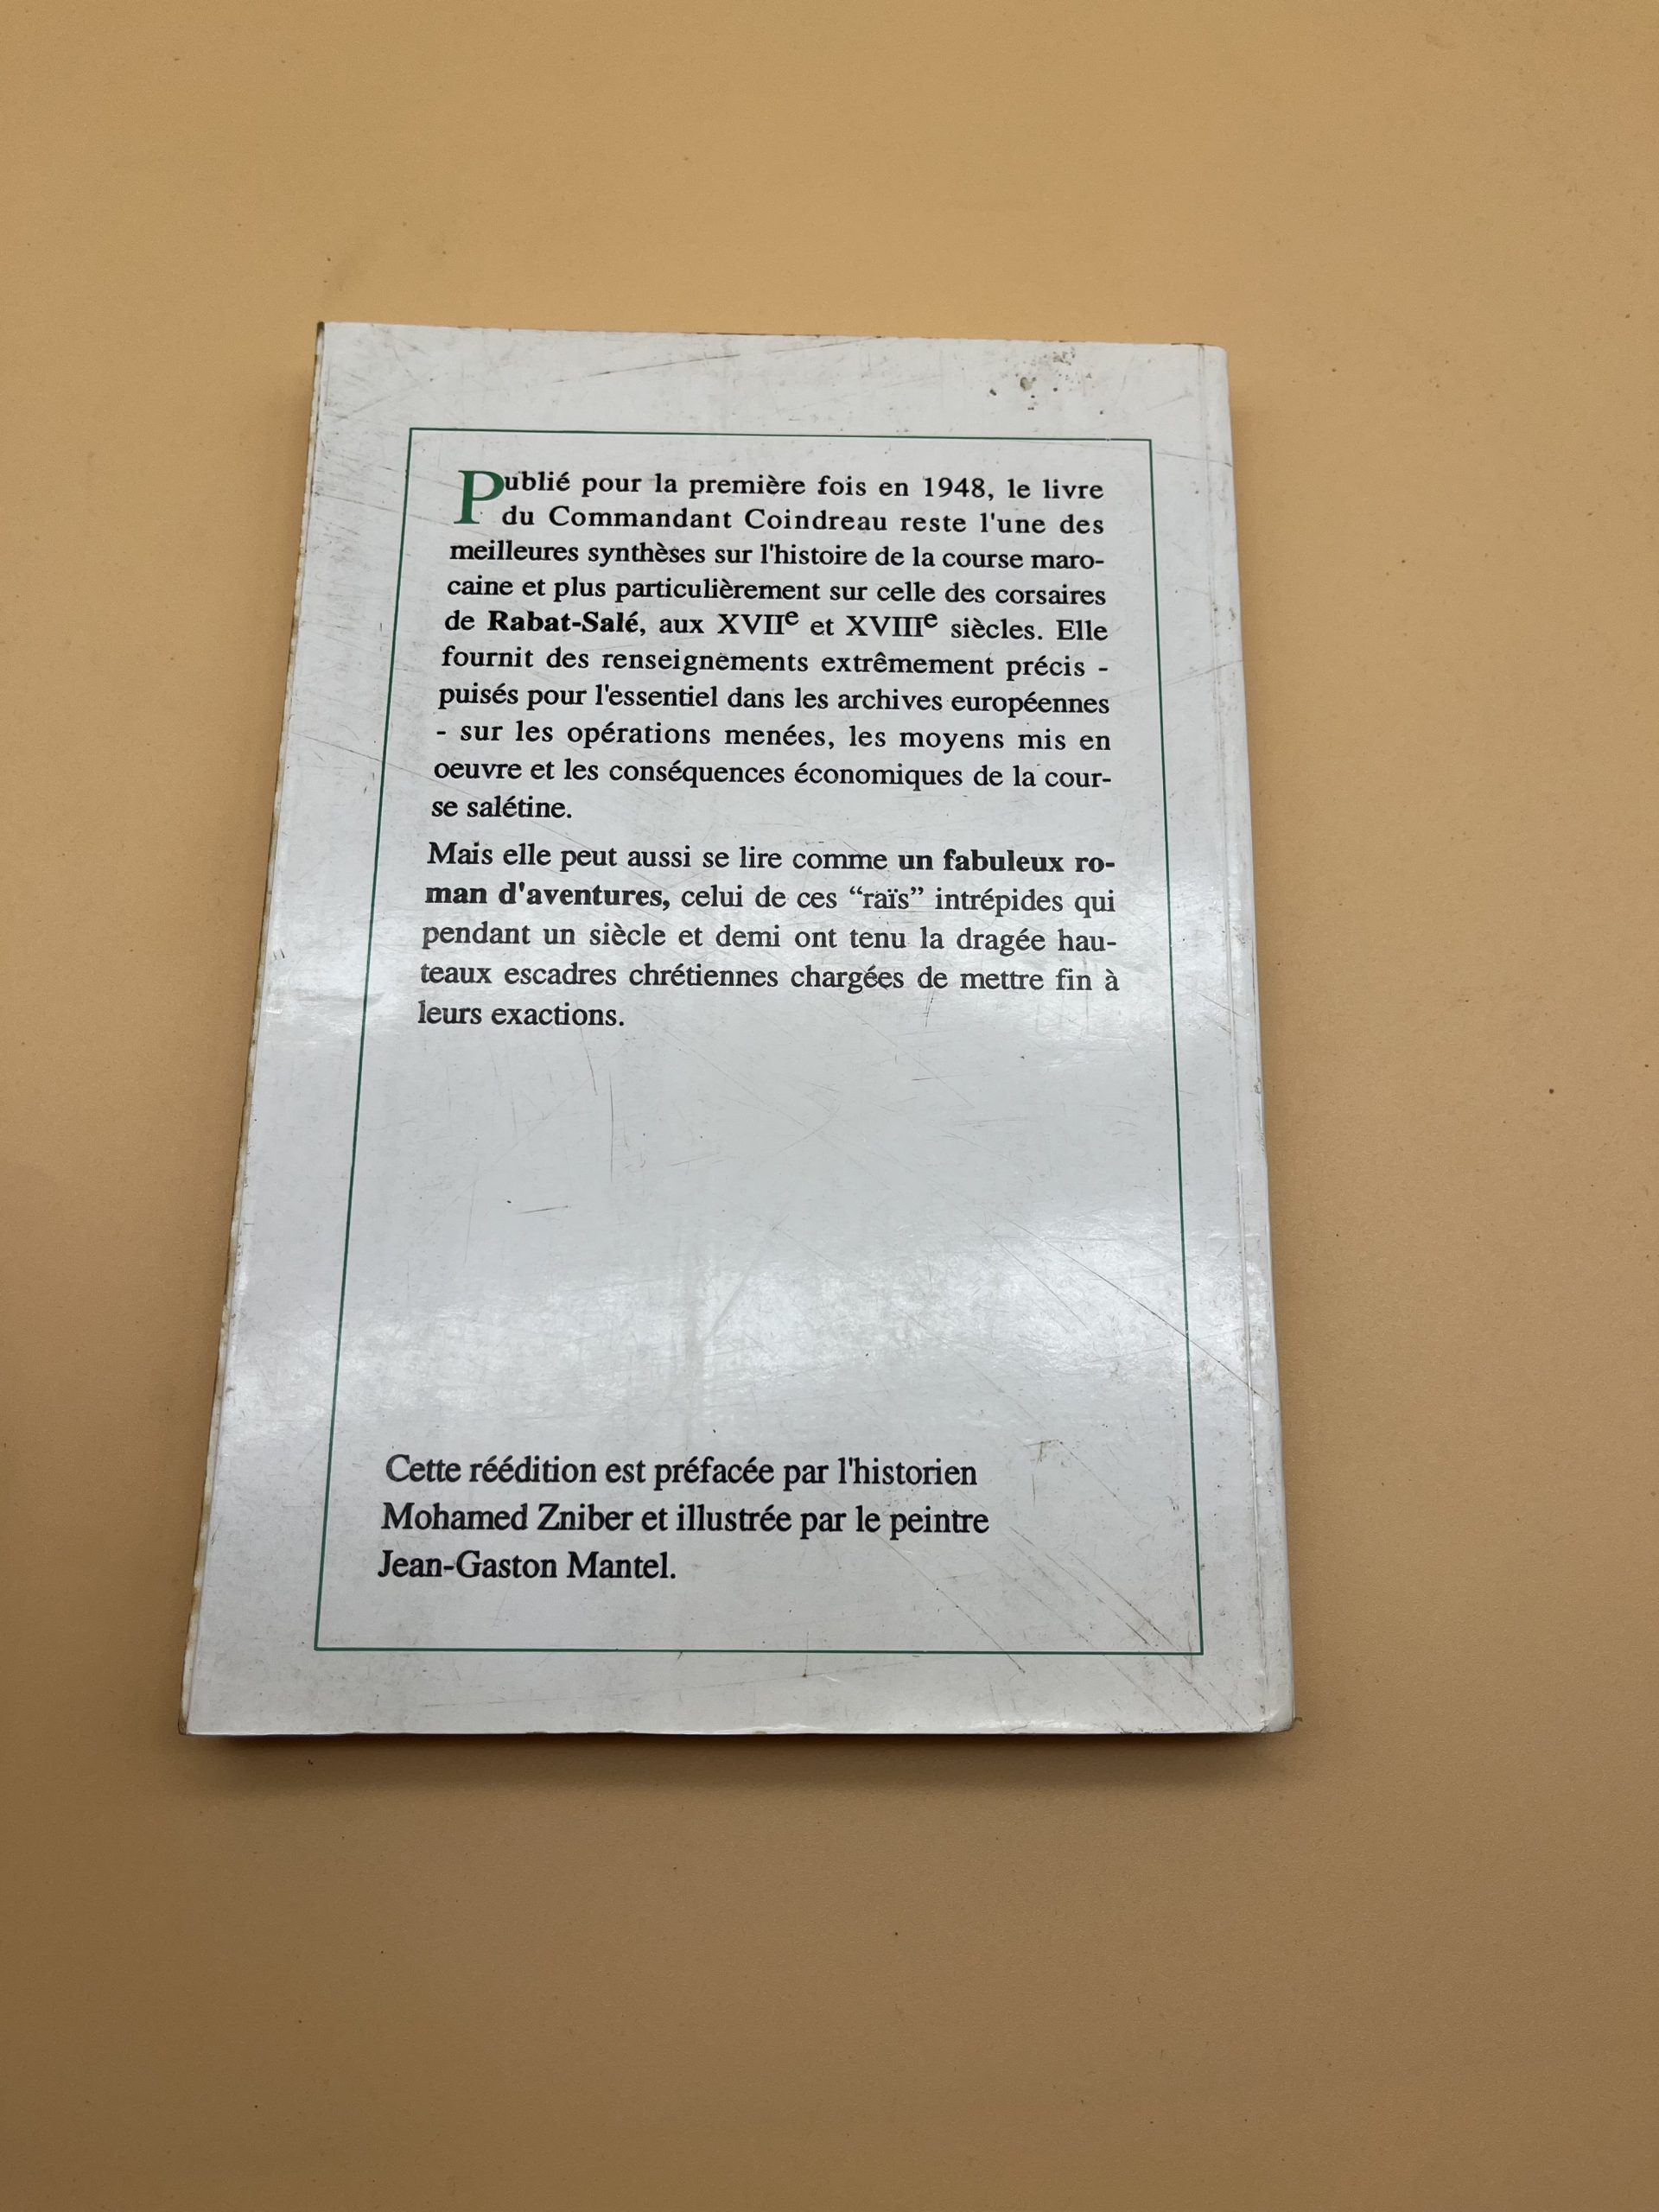 Publié pour la première fois en 1948, le livre
du Commandant Coindreau reste l'une des
meilleures synthèses sur l'histoire de la course maro-
caine et plus particulièrement sur celle des corsaires
de Rabat-Salé, aux XVIIe et XVIIIe siècles. Elle
fournit des renseignements extrêmement précis -
puisés pour l'essentiel dans les archives européennes
- sur les opérations menées, les moyens mis en
oeuvre et les conséquences économiques de la cour-
se salétine.
Mais elle peut aussi se lire comme un fabuleux ro-
man d'aventures, celui de ces “raïs” intrépides qui
pendant un siècle et demi ont tenu la dragée hau-
teaux escadres chrétiennes chargées de mettre fin à
leurs exactions.
Cette réédition est préfacée par l'historien
Mohamed Zniber et illustrée par le peintre
Jean-Gaston Mantel.